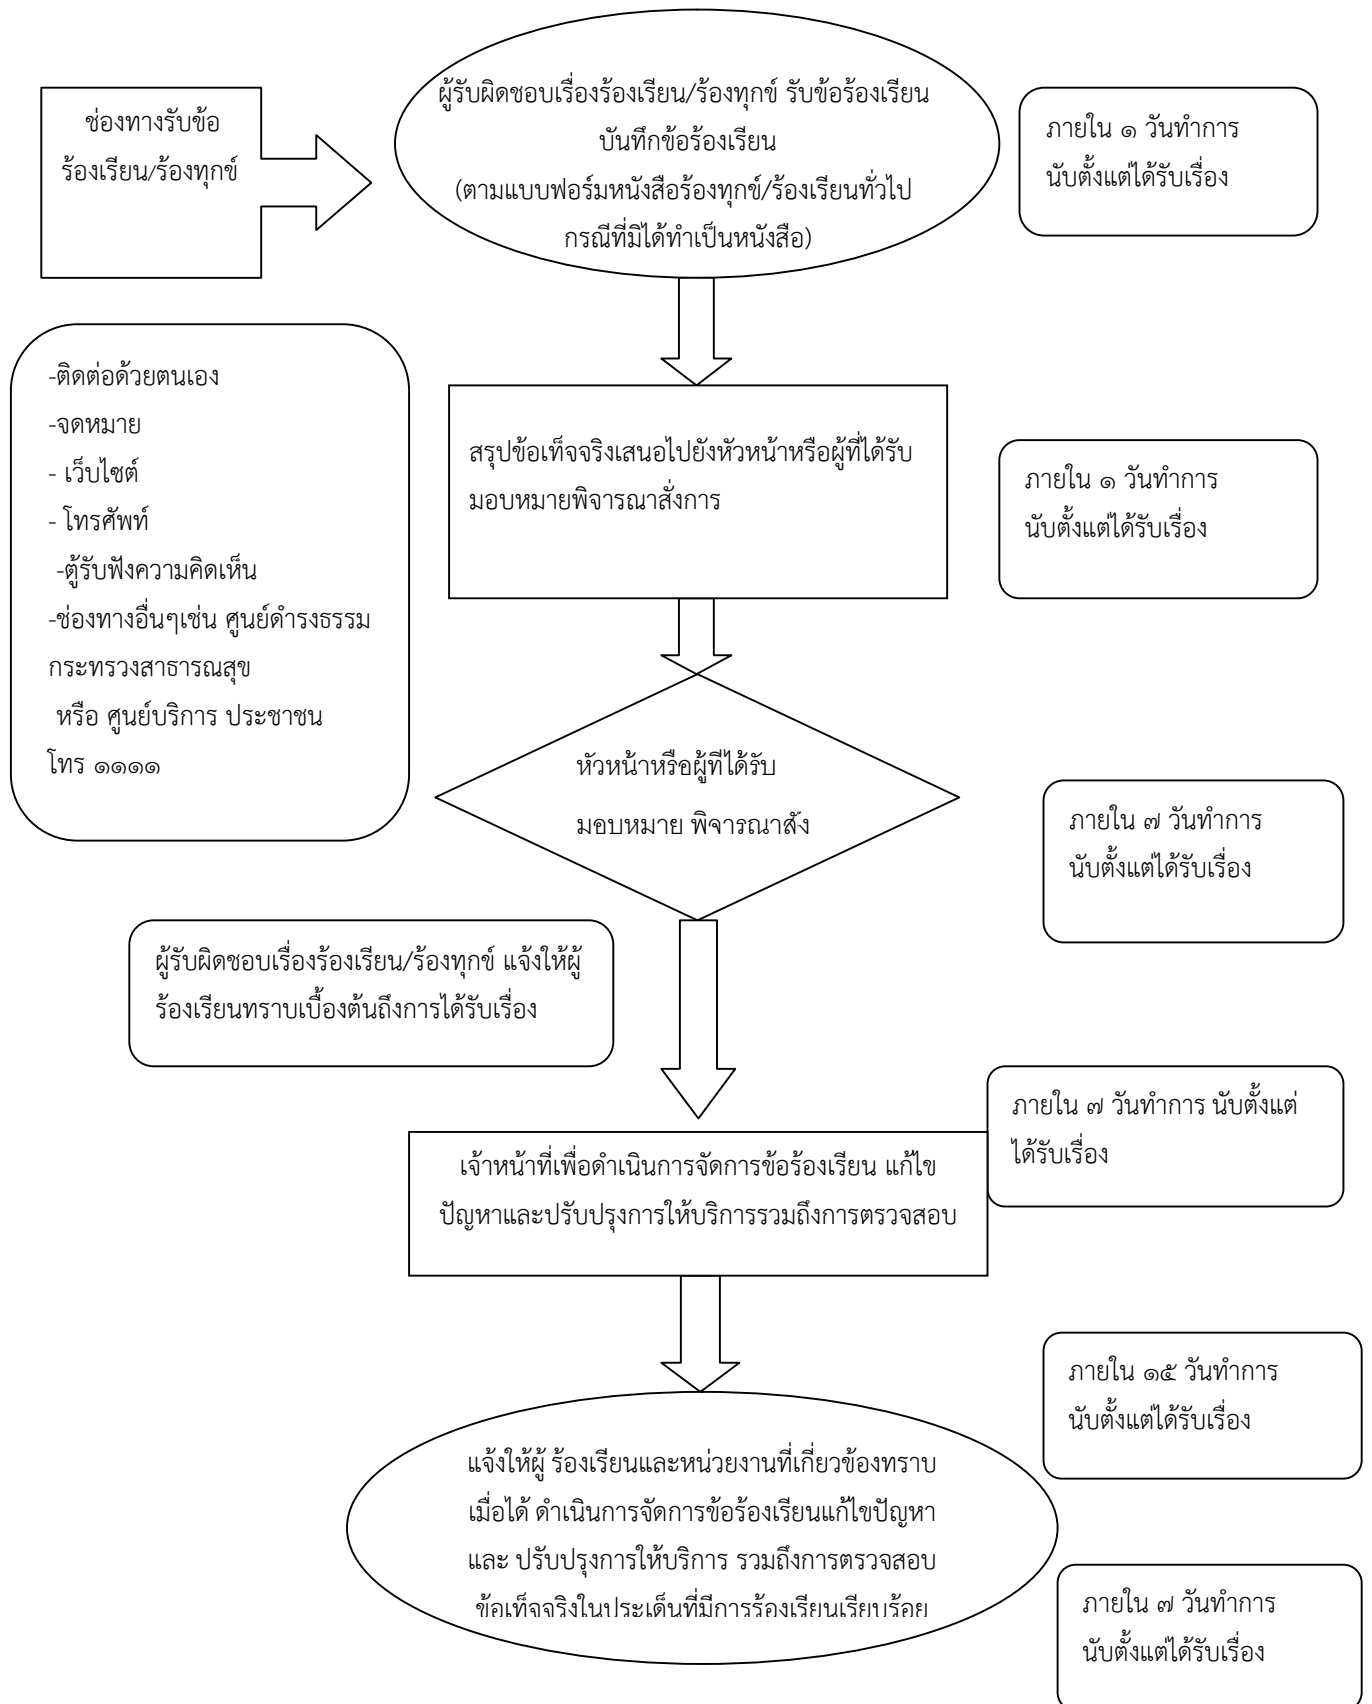 ช่องทางรับข้อ
ร้องเรียน/ร้องทุกข์
ผู้รับผิดชอบเรื่องร้องเรียน/ร้องทุกข์ รับข้อร้องเรียน
บันทึกข้อร้องเรียน
(ตามแบบฟอร์มหนังสือร้องทุกข์/ร้องเรียนทั่วไป
กรณีที่มิได้ทำเป็นหนังสือ)
ภายใน ๑ วันทำการ
นับตั้งแต่ได้รับเรื่อง
-ติดต่อด้วยตนเอง
-จดหมาย
- เว็บไซต์
- โทรศัพท์
-ตู้รับฟังความคิดเห็น
-ช่องทางอื่นๆเช่น ศูนย์ดำรงธรรม
กระทรวงสาธารณสุข
หรือ ศูนย์บริการ ประชาชน
โทร ๑๑๑๑
สรุปข้อเท็จจริงเสนอไปยังหัวหน้าหรือผู้ที่ได้รับ
มอบหมายพิจารณาสั่งการ
ภายใน ๑ วันทำการ
นับตั้งแต่ได้รับเรื่อง
หัวหน้าหรือผู้ที่ได้รับ
มอบหมาย พิจารณาสั่ง
ภายใน ๗ วันทำการ
นับตั้งแต่ได้รับเรื่อง
ผู้รับผิดชอบเรื่องร้องเรียน/ร้องทุกข์ แจ้งให้ผู้
ร้องเรียนทราบเบื้องต้นถึงการได้รับเรื่อง
ภายใน ๗ วันทำการ นับตั้งแต่
ได้รับเรื่อง
เจ้าหน้าที่เพื่อดำเนินการจัดการข้อร้องเรียน แก้ไข
ปัญหาและปรับปรุงการให้บริการรวมถึงการตรวจสอบ
ภายใน ๑๕ วันทำการ
นับตั้งแต่ได้รับเรื่อง
แจ้งให้ผู้ ร้องเรียนและหน่วยงานที่เกี่ยวข้องทราบ
เมื่อได้ ดำเนินการจัดการข้อร้องเรียนแก้ไขปัญหา
และ ปรับปรุงการให้บริการ รวมถึงการตรวจสอบ
ข้อเท็จจริงในประเด็นที่มีการร้องเรียนเรียบร้อย
ภายใน ๗ วันทำการ
นับตั้งแต่ได้รับเรื่อง